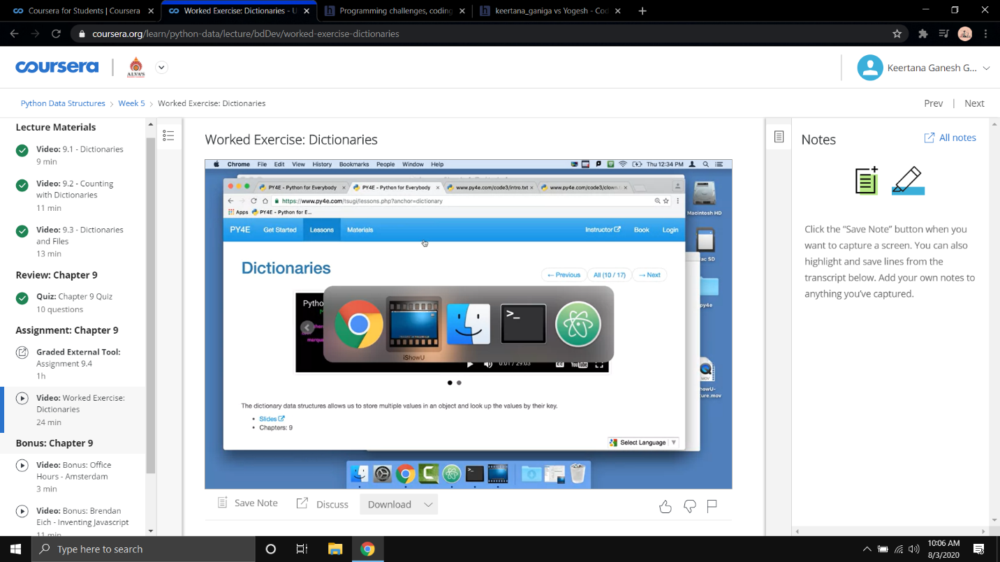 Coursera for Students | Coursera
Worked Exercise: Dictionaries - U
Programming challenges, coding
keertana_ganiga vs Yogesh - Cod
coursera.org/learn/python-data/lecture/bdDev/worked-exercise-dictionaries
coursera
ALVA'S
Keertana Ganesh G...
Python Data Structures > Week 5 > Worked Exercise: Dictionaries
Prev | Next
Lecture Materials
Video: 9.1 - Dictionaries
9 min
Video: 9.2 - Counting
with Dictionaries
11 min
Video: 9.3 - Dictionaries
and Files
13 min
Review: Chapter 9
Quiz: Chapter 9 Quiz
10 questions
Assignment: Chapter 9
Graded External Tool:
Assignment 9.4
1h
Video: Worked Exercise:
Dictionaries
24 min
Bonus: Chapter 9
Video: Bonus: Office
Hours - Amsterdam
3 min
Video: Bonus: Brendan
Eich - Inventing Javascript
11 min
Worked Exercise: Dictionaries
Chrome File Edit View History Bookmarks People Window Help
Thu 12:34 PM
PY4E - Python for Everybody
PY4E - Python for Everybody
www.py4e.com/code3/intro.txt
www.py4e.com/code3/clown.t
https://www.py4e.com/tsugi/lessons.php?anchor=dictionary
Apps PY4E - Python for E...
Macintosh HD
PY4E Get Started Lessons Materials Instructor Book Login
ac SD
Dictionaries
← Previous All (10 / 17) → Next
py4e
Pytho
iShowU
0:01 / 29:03
CC YouTube
howU-
ture.mov
The dictionary data structures allows us to store multiple values in an object and look up the values by their key.
• Slides
• Chapters: 9
Select Language
Save Note
Discuss
Download
Notes
All notes
Click the “Save Note” button when you
want to capture a screen. You can also
highlight and save lines from the
transcript below. Add your own notes to
anything you’ve captured.
Type here to search
10:06 AM
8/3/2020